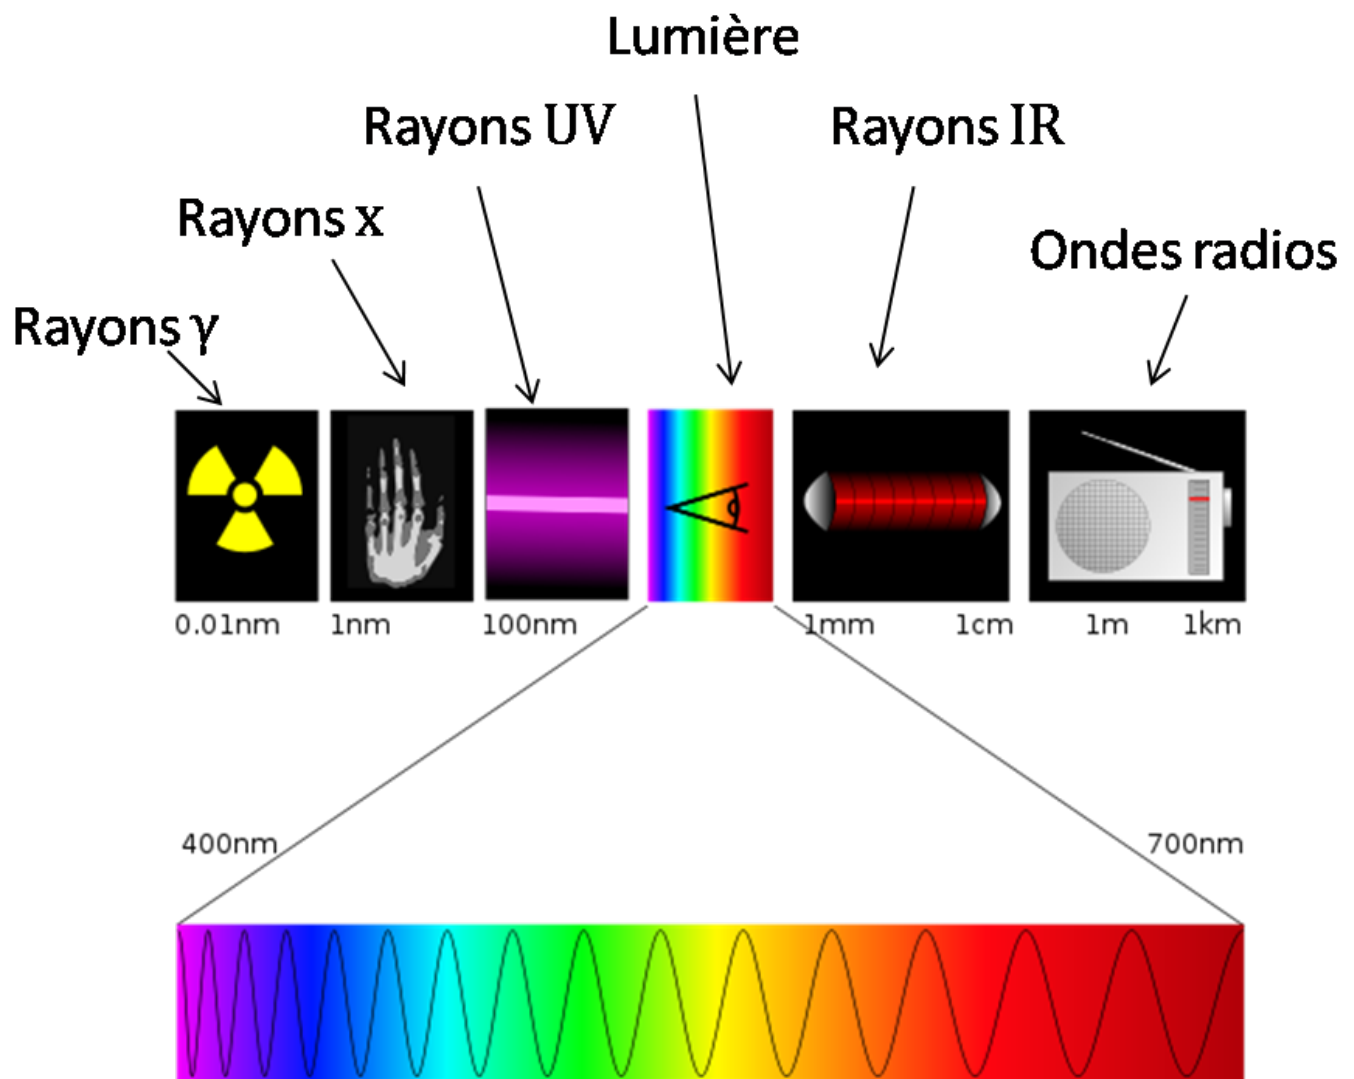 Lumière
Rayons UV
Rayons IR
Rayons x
Ondes radios
Rayons γ
0.01nm
1nm
100nm
1mm
1cm
1m
1km
400nm
700nm